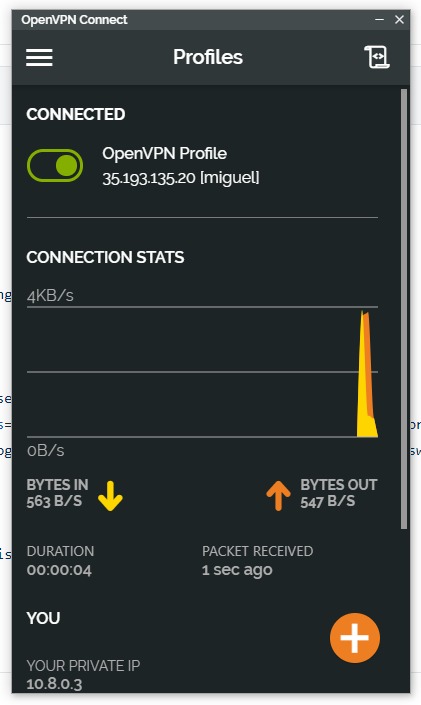 OpenVPN Connect
Profiles
CONNECTED
OpenVPN Profile
35.193.135.20 [miguel]
CONNECTION STATS
4KB/s
0B/s
BYTES IN
563 B/S
BYTES OUT
547 B/S
DURATION
00:00:04
PACKET RECEIVED
1 sec ago
YOU
YOUR PRIVATE IP
10.8.0.3